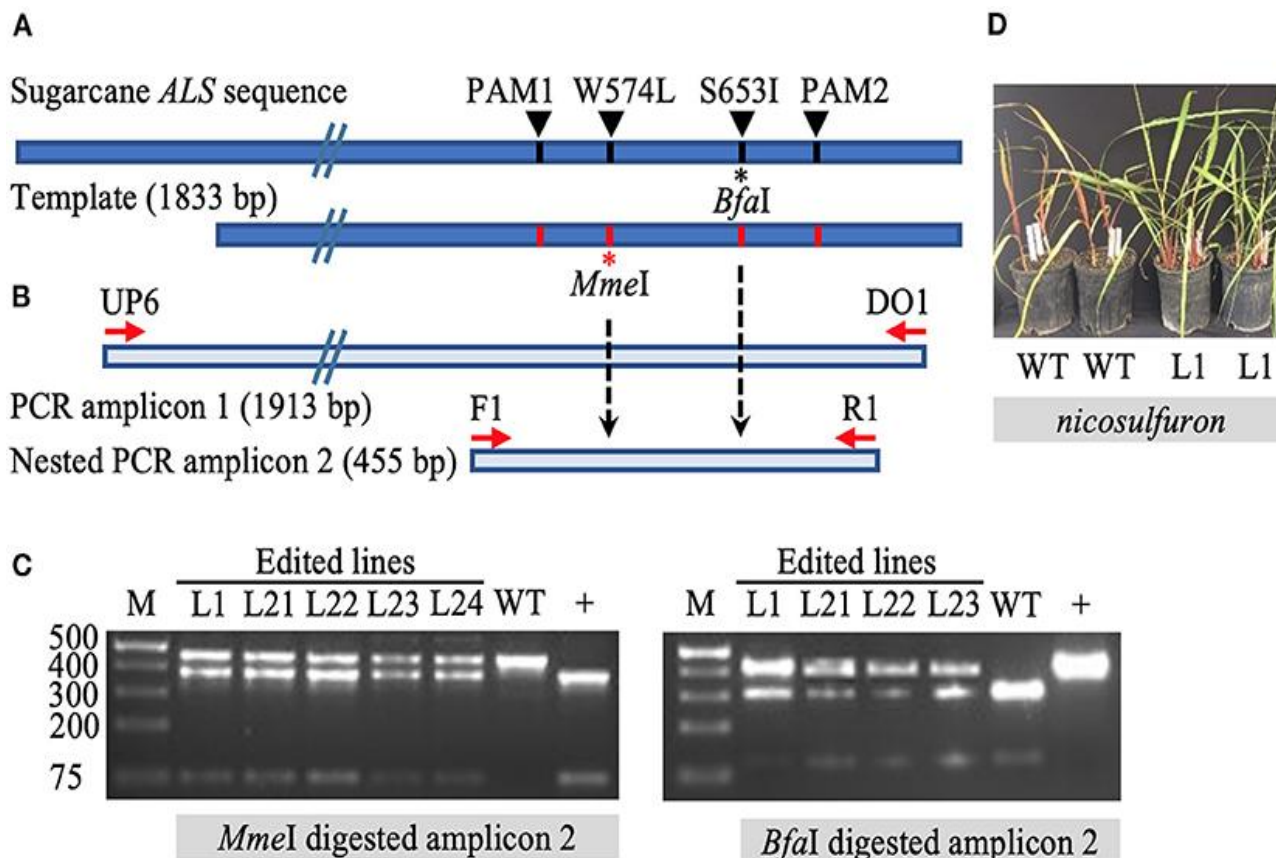 A
Sugarcane ALS sequence
PAM1 W574L S653I PAM2
*
BfaI
Template (1833 bp)
*
MmeI
B
UP6 DO1
PCR amplicon 1 (1913 bp)
F1 R1
Nested PCR amplicon 2 (455 bp)
C
Edited lines
M L1 L21 L22 L23 L24 WT +
500
400
300
200
75
MmeI digested amplicon 2
Edited lines
M L1 L21 L22 L23 WT +
BfaI digested amplicon 2
D
WT WT L1 L1
nicosulfuron